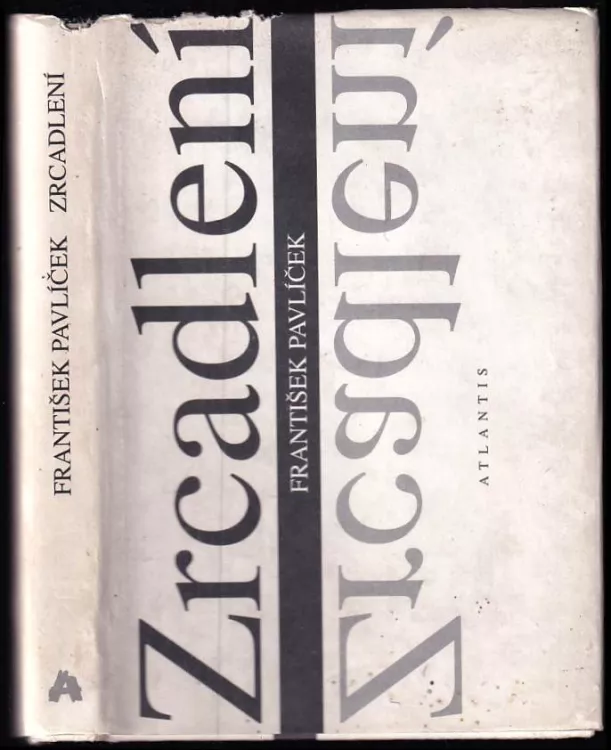 FRANTIŠEK PAVLÍČEK ZRCADLENÍ
Zrcadlení
FRANTIŠEK PAVLÍČEK
Zrcadlení
ATLANTIS